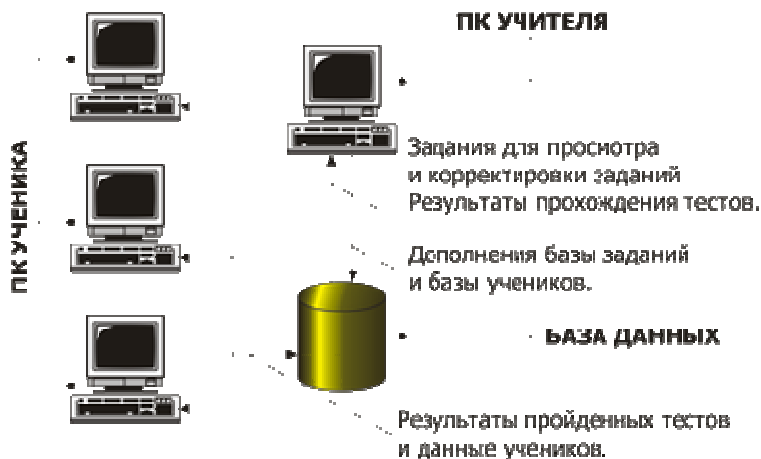 ПК УЧИТЕЛЯ
ПК УЧЕНИКА
Задания для просмотра
и корректировки заданий
Результаты прохождения тестов.
Дополнения базы заданий
и базы учеников.
БАЗА ДАННЫХ
Результаты пройденных тестов
и данные учеников.